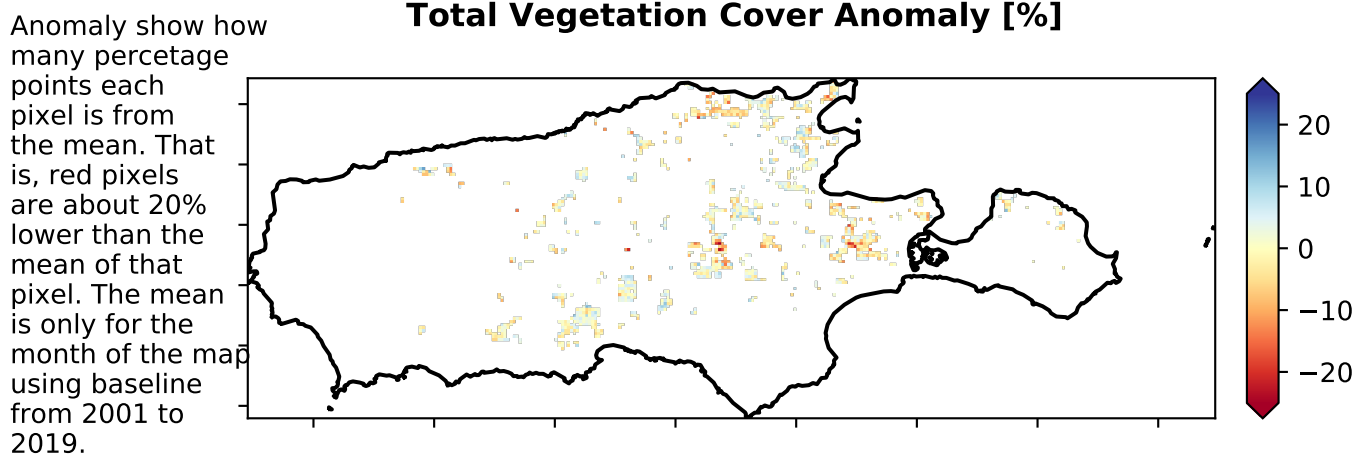 Total Vegetation Cover Anomaly [%]
Anomaly show how
many percetage
points each
pixel is from
the mean. That
is, red pixels
are about 20%
lower than the
mean of that
pixel. The mean
is only for the
month of the map
using baseline
from 2001 to
2019.
20
10
0
−10
−20